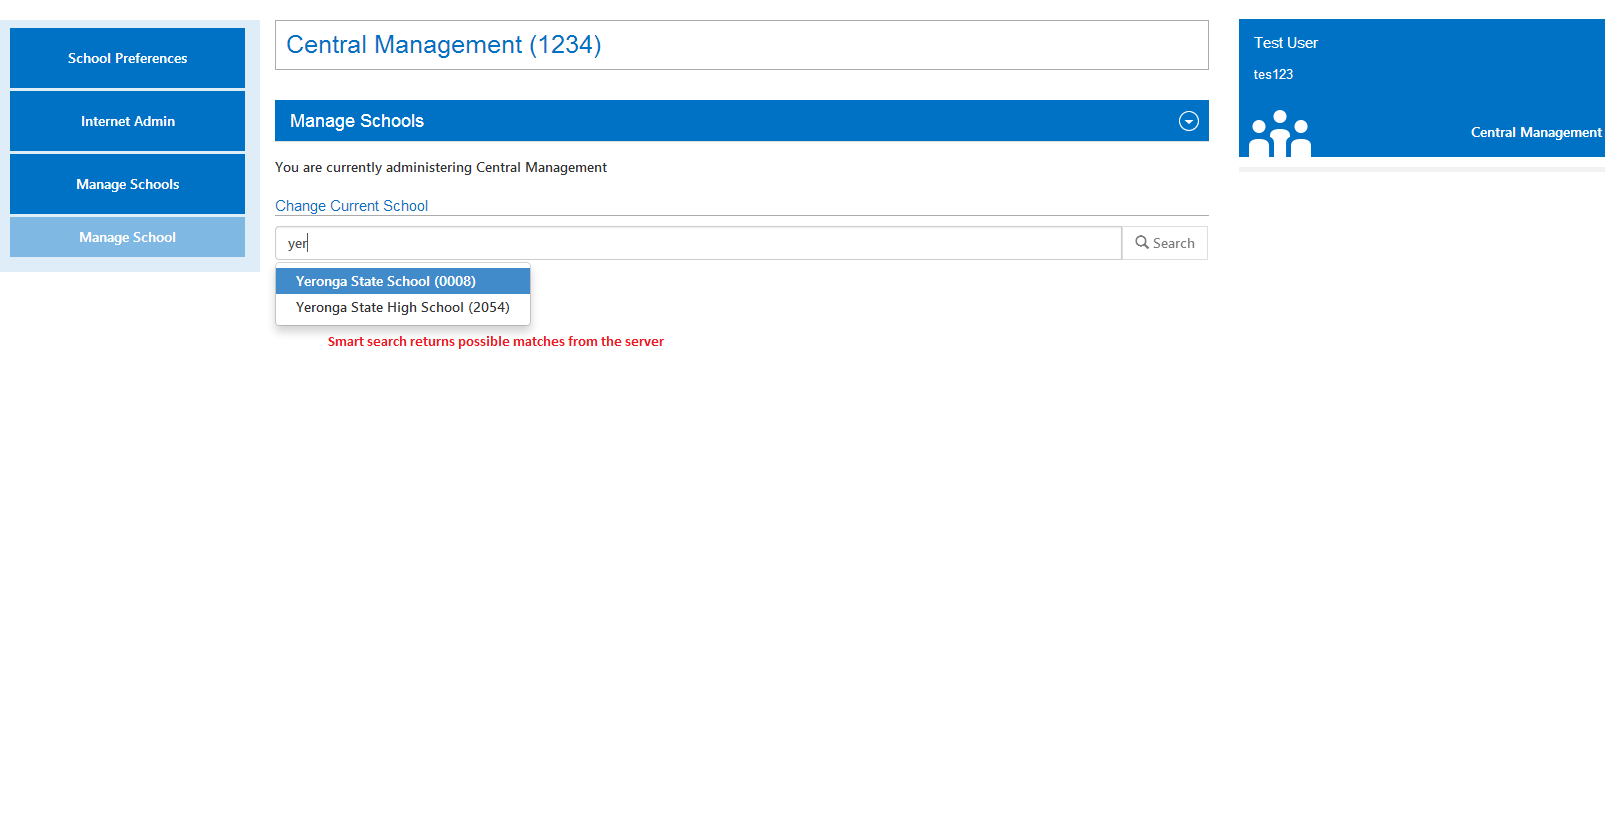 School Preferences
Internet Admin
Manage Schools
Manage School
Central Management (1234)
Manage Schools
You are currently administering Central Management
Change Current School
yer
Search
Yeronga State School (0008)
Yeronga State High School (2054)
Smart search returns possible matches from the server
Test User
tes123
Central Management